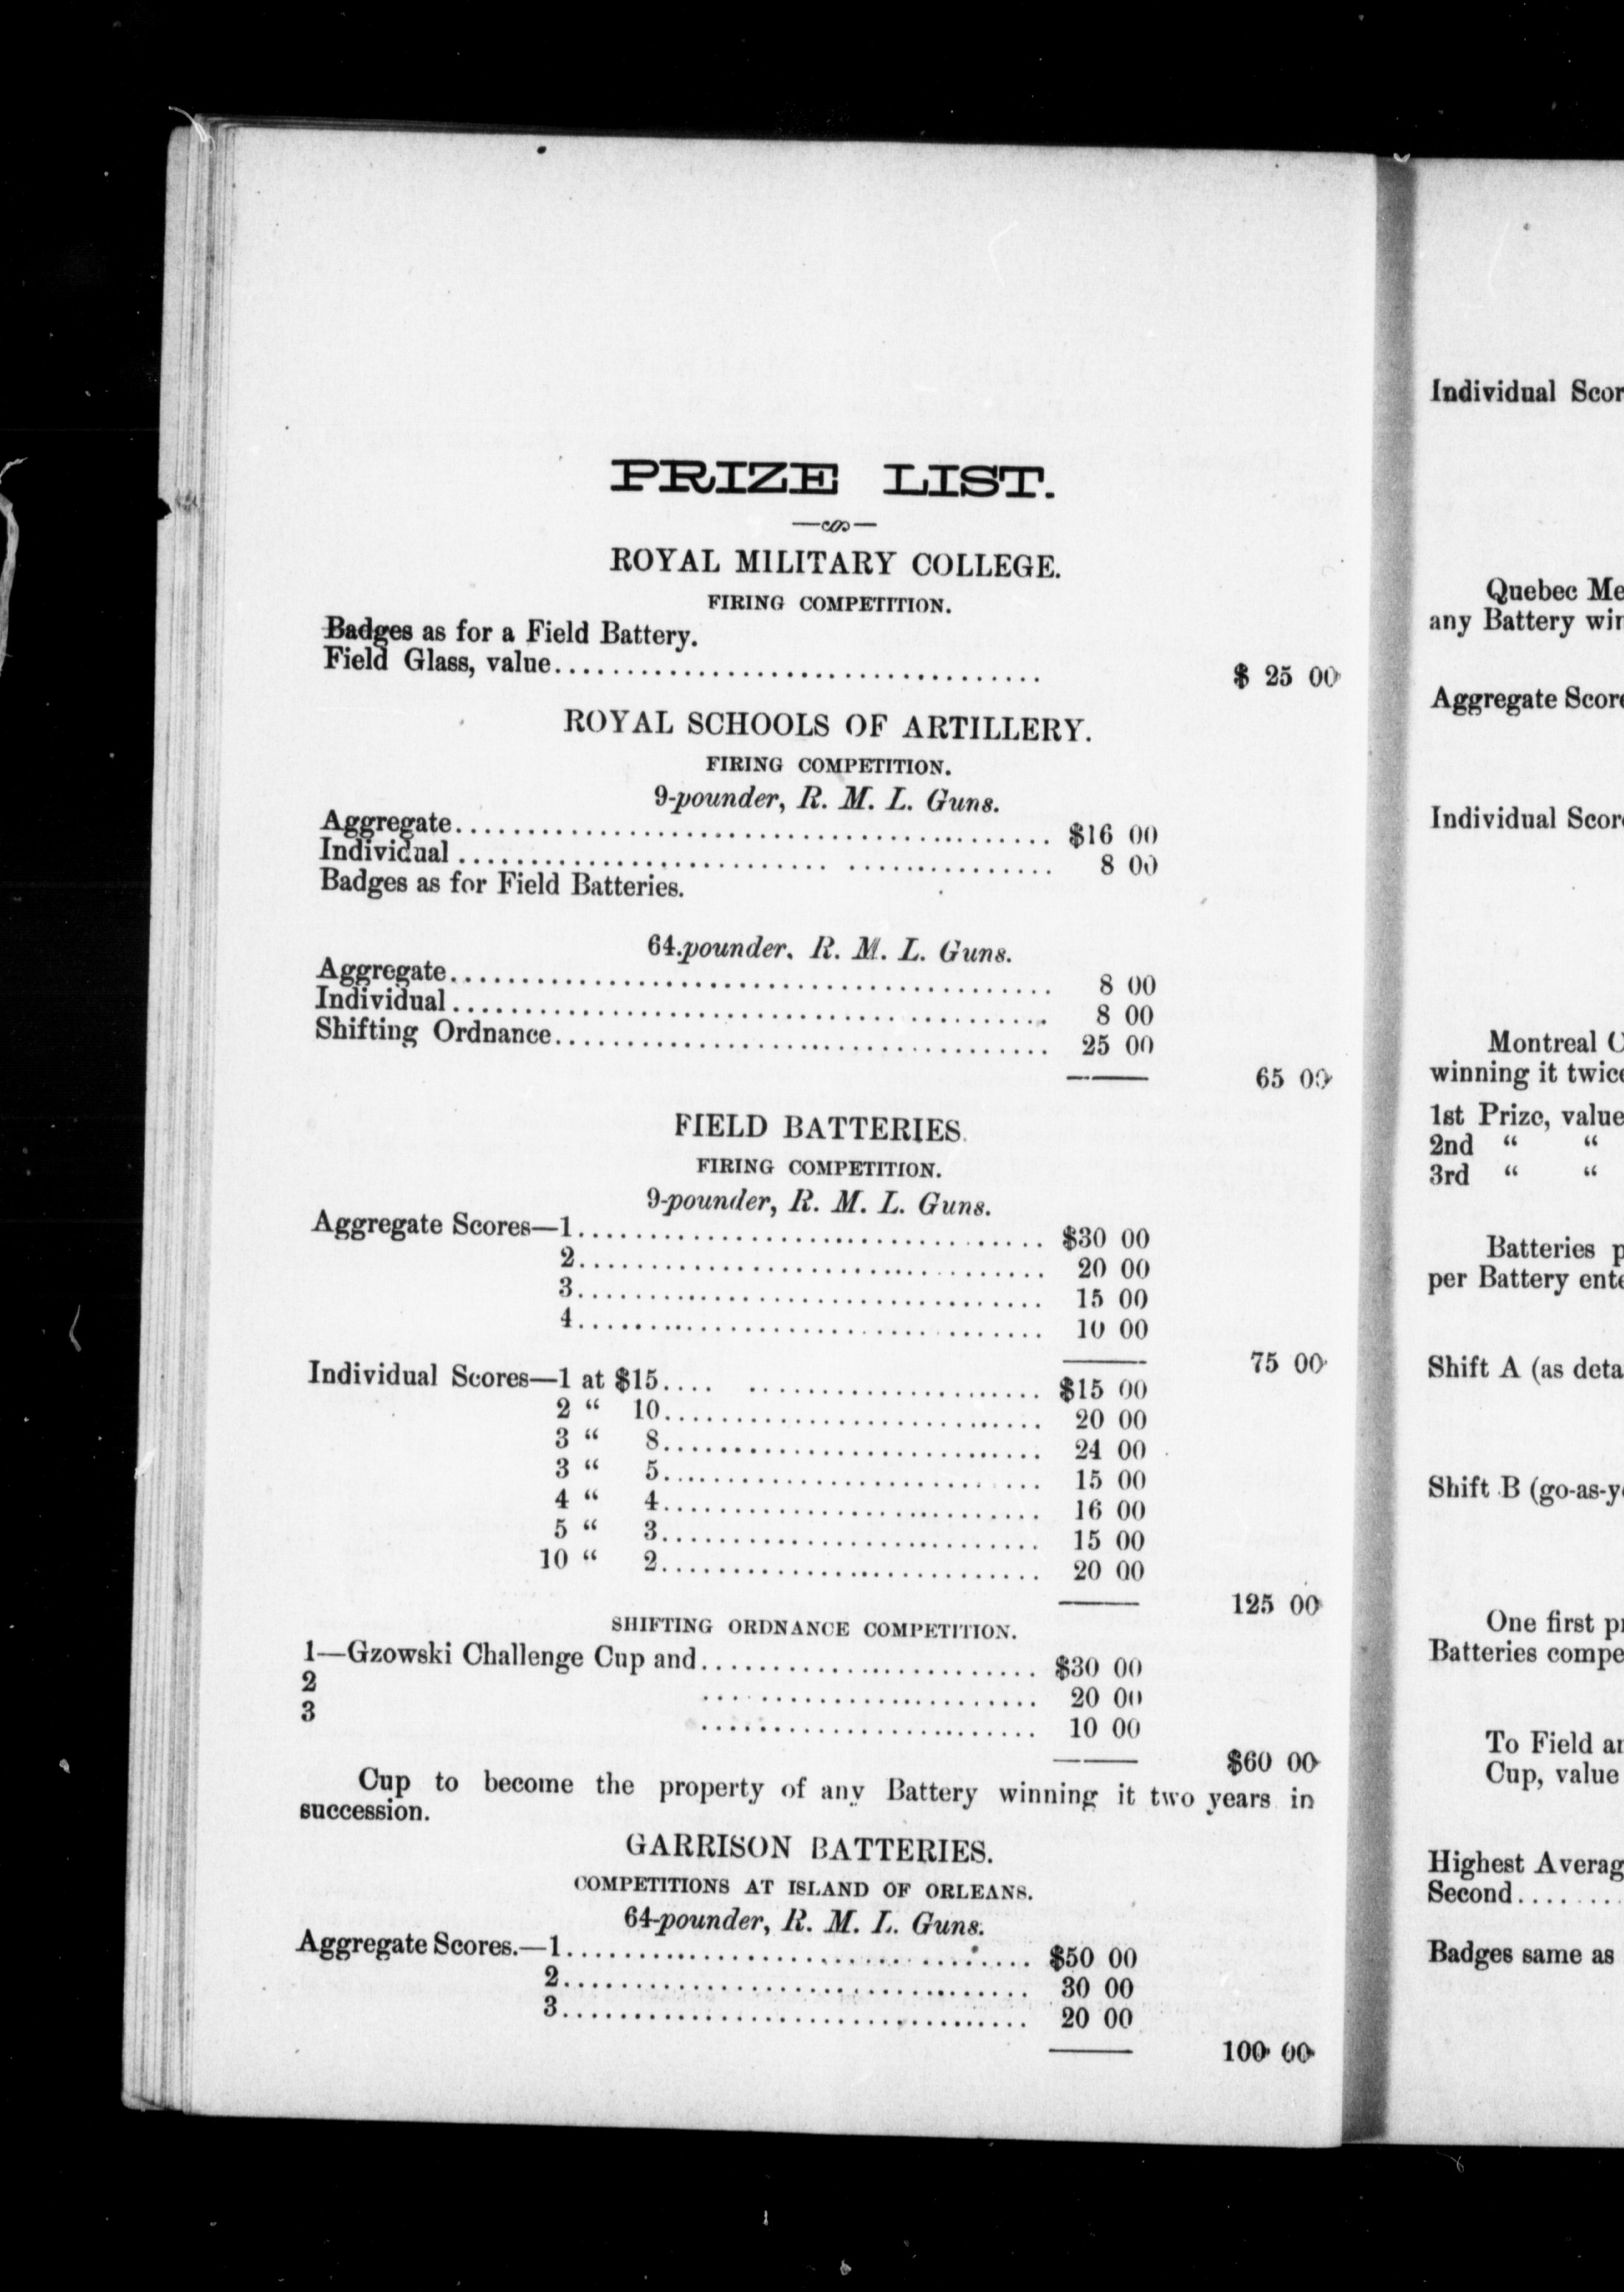 PRIZE LIST.
ROYAL MILITARY COLLEGE.
FIRING COMPETITION.
Badges as for a Field Battery.
Field Glass, value.................................. $ 25 00
ROYAL SCHOOLS OF ARTILLERY.
FIRING COMPETITION.
9-pounder, R. M. L. Guns.
Aggregate.......................................... $16 00
Individual .......................... ............... 8 00
Badges as for Field Batteries.
64.pounder. R. M. L. Guns.
Aggregate.......................................... 8 00
Individual.......................................... 8 00
Shifting Ordnance................................... 25 00
65 00
FIELD BATTERIES.
FIRING COMPETITION.
9-pounder, R. M. L. Guns.
Aggregate Scores—1................................. $30 00
2................................. 20 00
3................................. 15 00
4................................. 10 00
75 00
Individual Scores—1 at $15.... ..................... $15 00
2 “ 10........................... 20 00
3 “ 8........................... 24 00
3 “ 5........................... 15 00
4 “ 4........................... 16 00
5 “ 3........................... 15 00
10 “ 2........................... 20 00
125 00
SHIFTING ORDNANCE COMPETITION.
1—Gzowski Challenge Cup and........................ $30 00
2 ........................ 20 00
3 ........................ 10 00
$60 00
Cup to become the property of any Battery winning it two years in
succession.
GARRISON BATTERIES.
COMPETITIONS AT ISLAND OF ORLEANS.
64-pounder, R. M. L. Guns.
Aggregate Scores.—1................................. $50 00
2................................. 30 00
3................................. 20 00
100 00
Individual Scor
Quebec Me
any Battery win
Aggregate Score
Individual Score
Montreal C
winning it twice
1st Prize, value
2nd “ “
3rd “ “
Batteries p
per Battery ente
Shift A (as deta
Shift B (go-as-y
One first pr
Batteries compe
To Field an
Cup, value
Highest Averag
Second.......
Badges same as